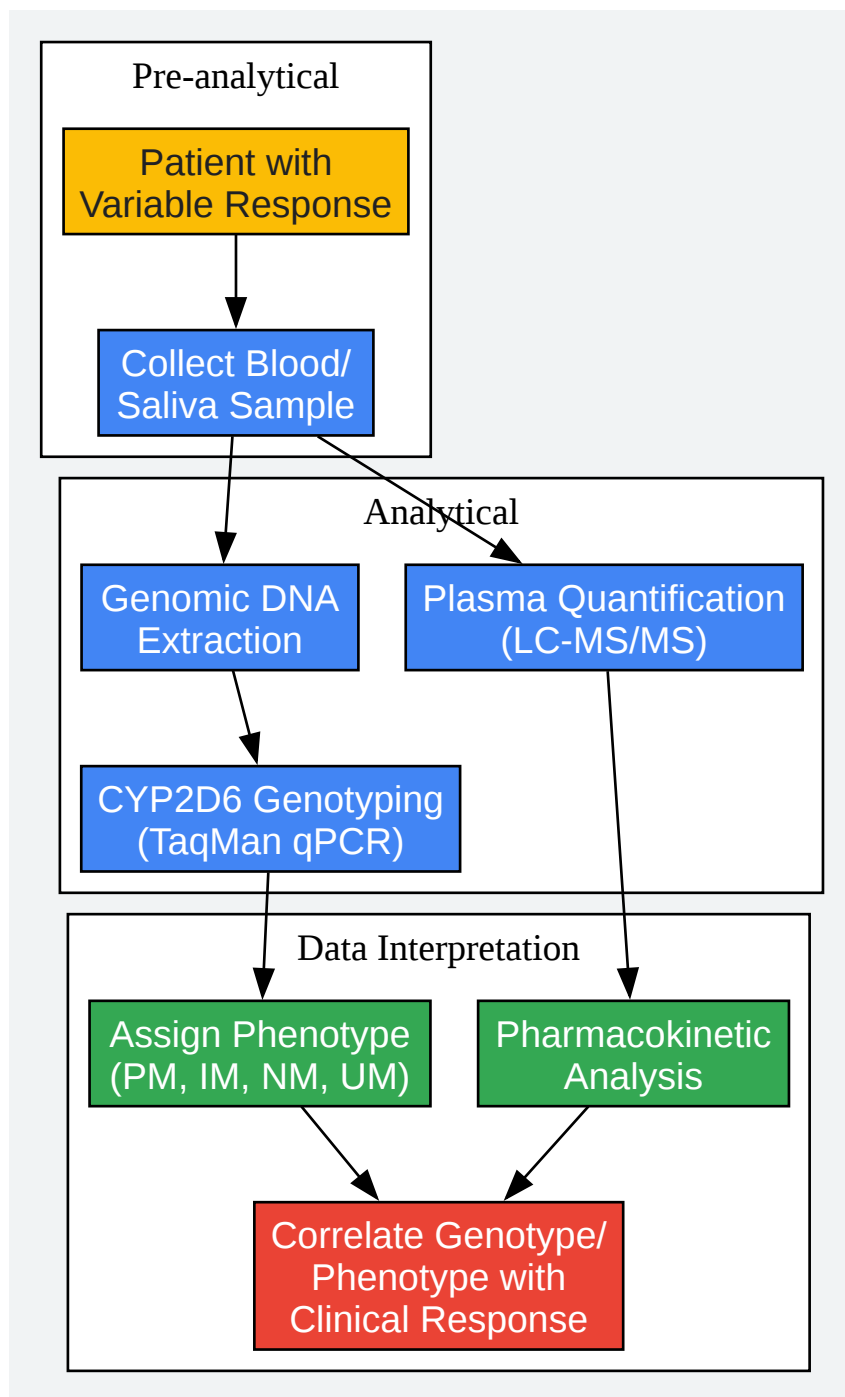 Pre-analytical
Patient with
Variable Response
Collect Blood/
Saliva Sample
Analytical
Genomic DNA
Extraction
Plasma Quantification
(LC-MS/MS)
CYP2D6 Genotyping
(TaqMan qPCR)
Data Interpretation
Assign Phenotype
(PM, IM, NM, UM)
Pharmacokinetic
Analysis
Correlate Genotype/
Phenotype with
Clinical Response